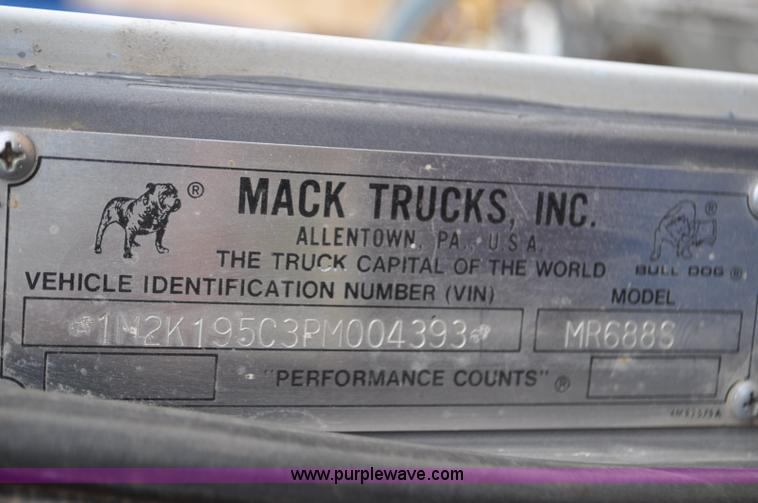 ®
MACK TRUCKS, INC.
ALLENTOWN, PA., U.S.A.
THE TRUCK CAPITAL OF THE WORLD
®
BULL DOG ®
VEHICLE IDENTIFICATION NUMBER (VIN)
MODEL
*1M2K195C3PM004393*
MR688S
"PERFORMANCE COUNTS" ®
www.purplewave.com